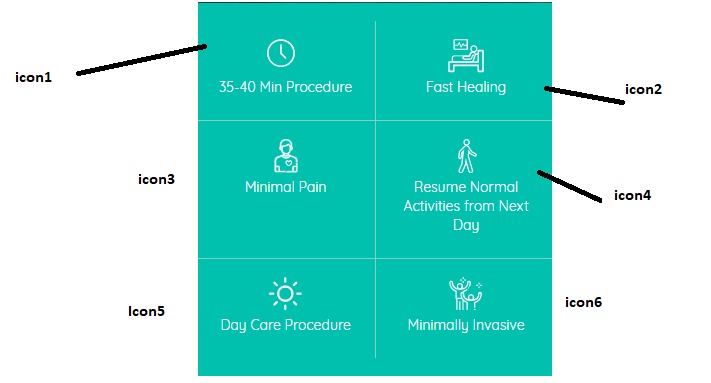 icon1
35-40 Min Procedure
Fast Healing
icon2
icon3
Minimal Pain
Resume Normal
Activities from Next
Day
icon4
Icon5
Day Care Procedure
Minimally Invasive
icon6